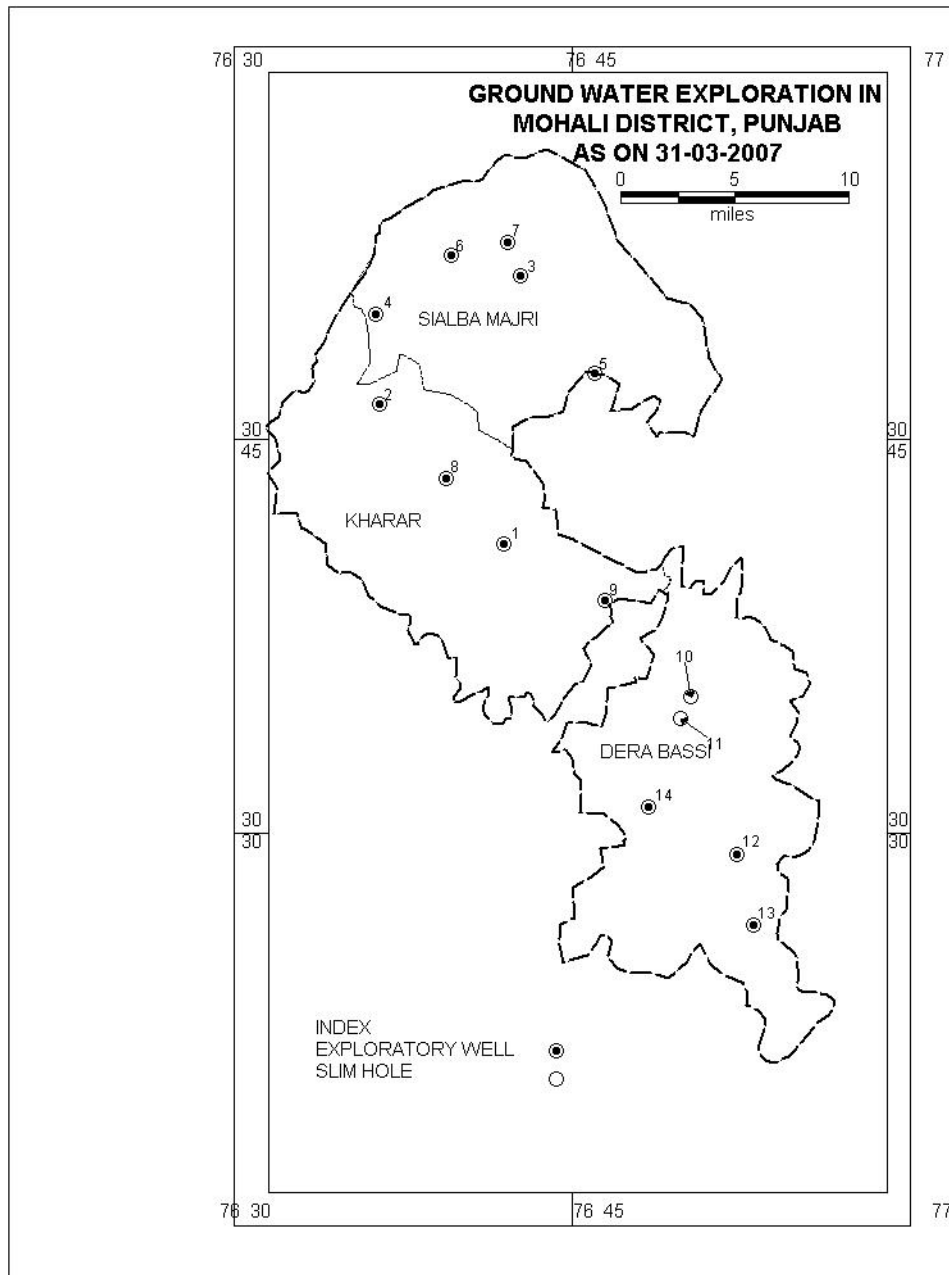 76 30
76 45
77
GROUND WATER EXPLORATION IN
MOHALI DISTRICT, PUNJAB
AS ON 31-03-2007
0 5 10
miles
7
6
3
4
SIALBA MAJRI
5
2
30
45
30
45
8
KHARAR
1
9
10
11
DERA BASSI
14
30
30
30
30
12
13
INDEX
EXPLORATORY WELL
SLIM HOLE
76 30
76 45
77